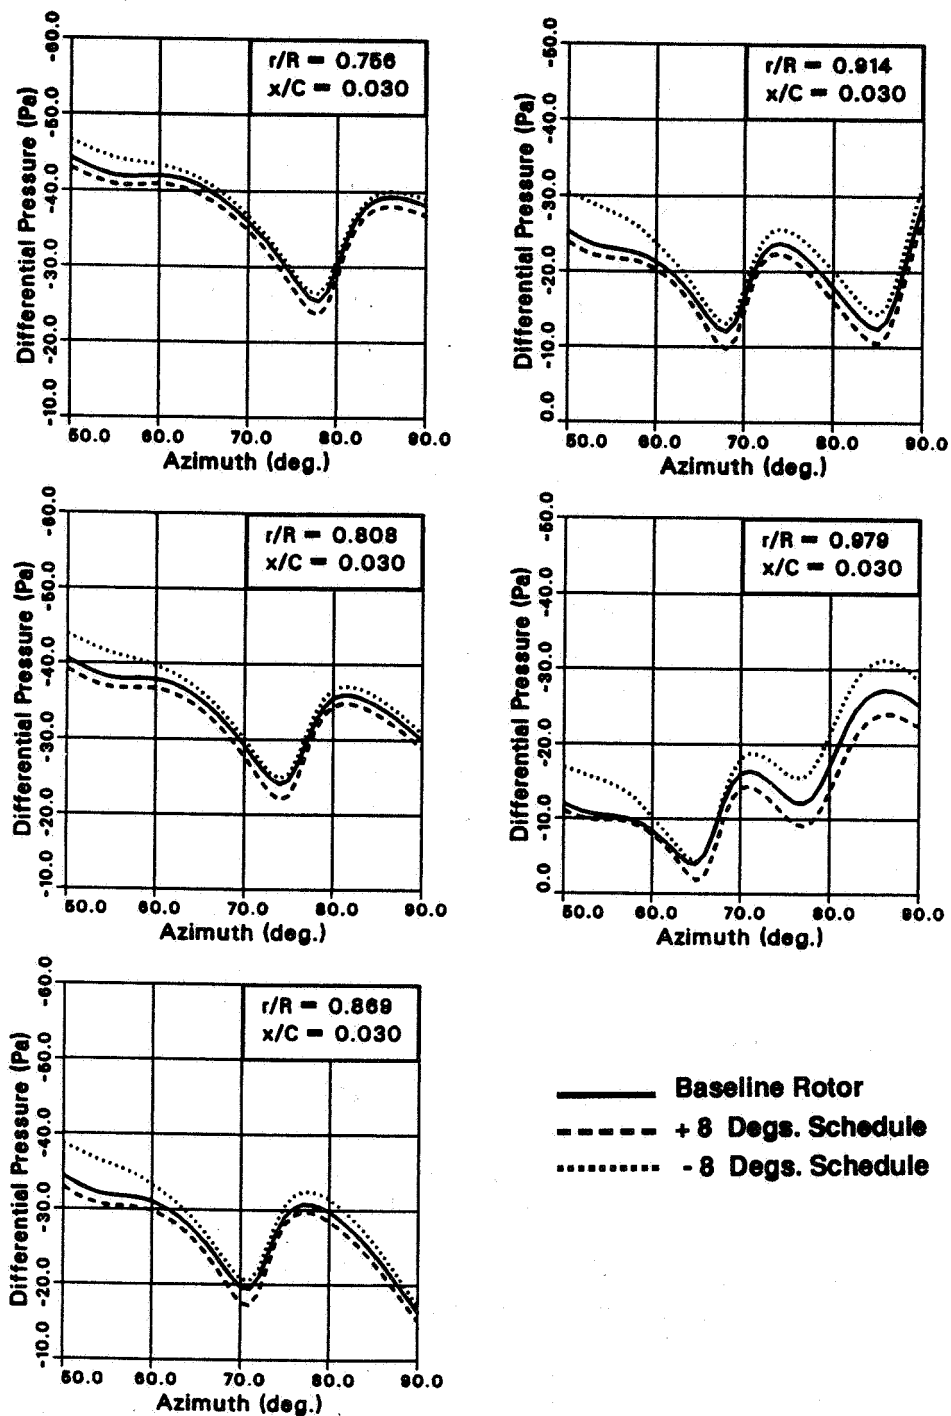 -60.0
-50.0
-40.0
-30.0
-20.0
-10.0
Differential Pressure (Pa)
r/R = 0.756
x/C = 0.030
50.0 60.0 70.0 80.0 90.0
Azimuth (deg.)
-50.0
-40.0
-30.0
-20.0
-10.0
0.0
Differential Pressure (Pa)
r/R = 0.914
x/C = 0.030
50.0 60.0 70.0 80.0 90.0
Azimuth (deg.)
-60.0
-50.0
-40.0
-30.0
-20.0
-10.0
Differential Pressure (Pa)
r/R = 0.808
x/C = 0.030
50.0 60.0 70.0 80.0 90.0
Azimuth (deg.)
-50.0
-40.0
-30.0
-20.0
-10.0
0.0
Differential Pressure (Pa)
r/R = 0.979
x/C = 0.030
50.0 60.0 70.0 80.0 90.0
Azimuth (deg.)
-60.0
-50.0
-40.0
-30.0
-20.0
-10.0
Differential Pressure (Pa)
r/R = 0.869
x/C = 0.030
50.0 60.0 70.0 80.0 90.0
Azimuth (deg.)
Baseline Rotor
+8 Degs. Schedule
-8 Degs. Schedule